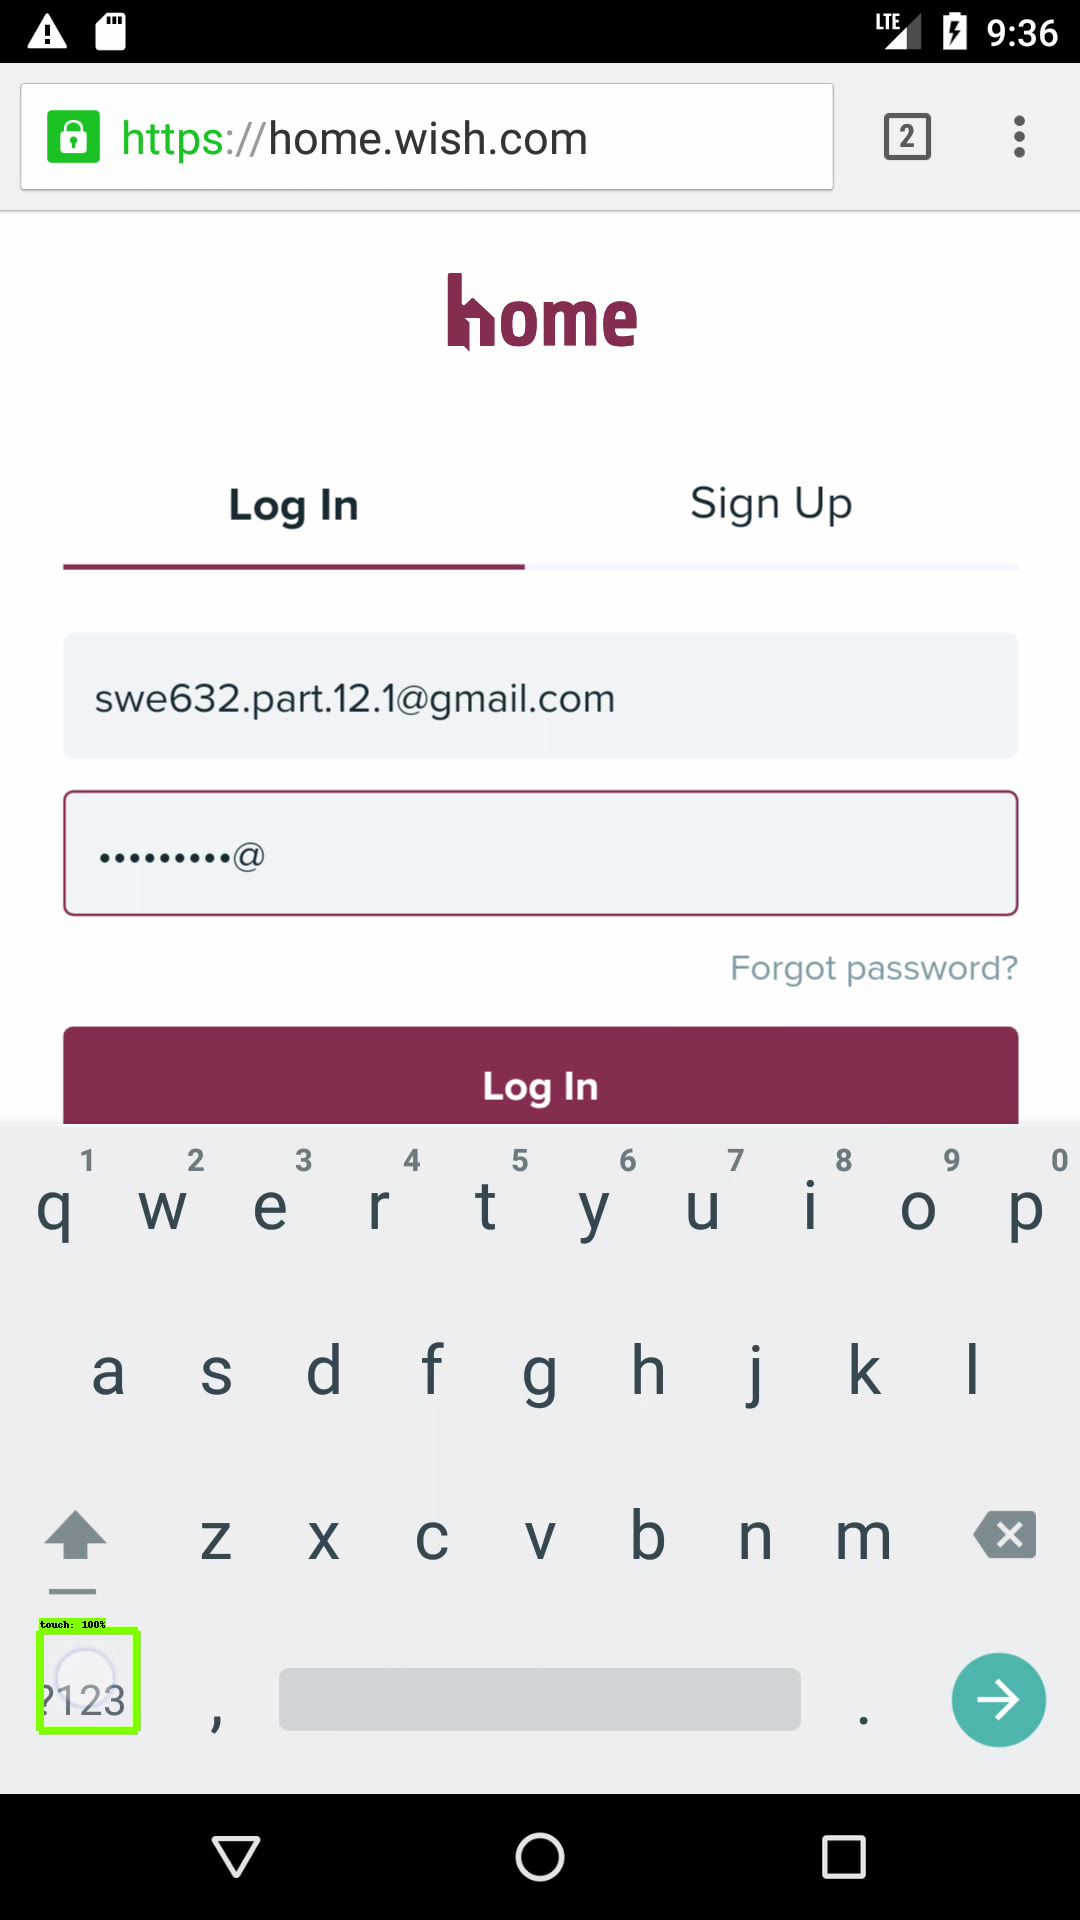 LTE 9:36
https://home.wish.com 2
home
Log In Sign Up
swe632.part.12.1@gmail.com
•••••••••@
Forgot password?
Log In
1 2 3 4 5 6 7 8 9 0
q w e r t y u i o p
a s d f g h j k l
z x c v b n m
touch: 100%
?123 , .